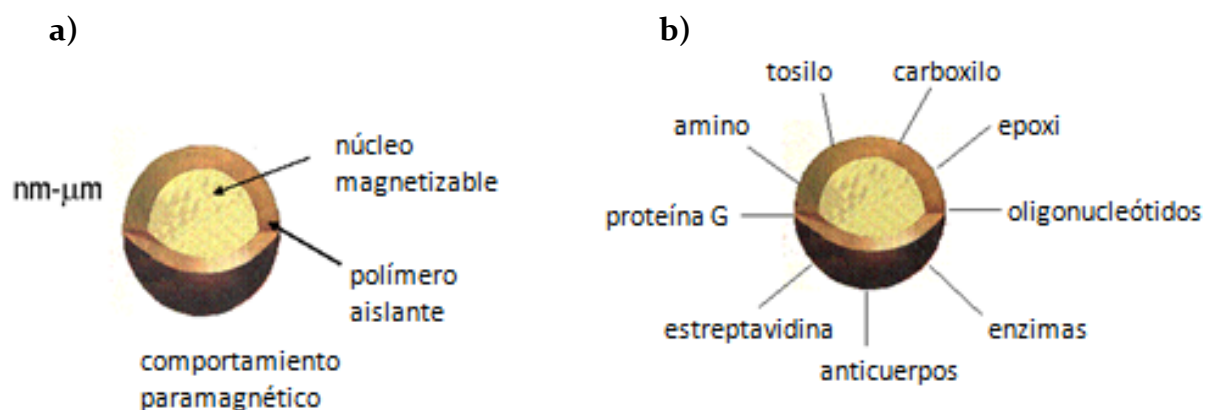 a)
núcleo
magnetizable
nm-μm
polímero
aislante
comportamiento
paramagnético
b)
tosilo
carboxilo
amino
epoxi
proteína G
oligonucleótidos
estreptavidina
enzimas
anticuerpos